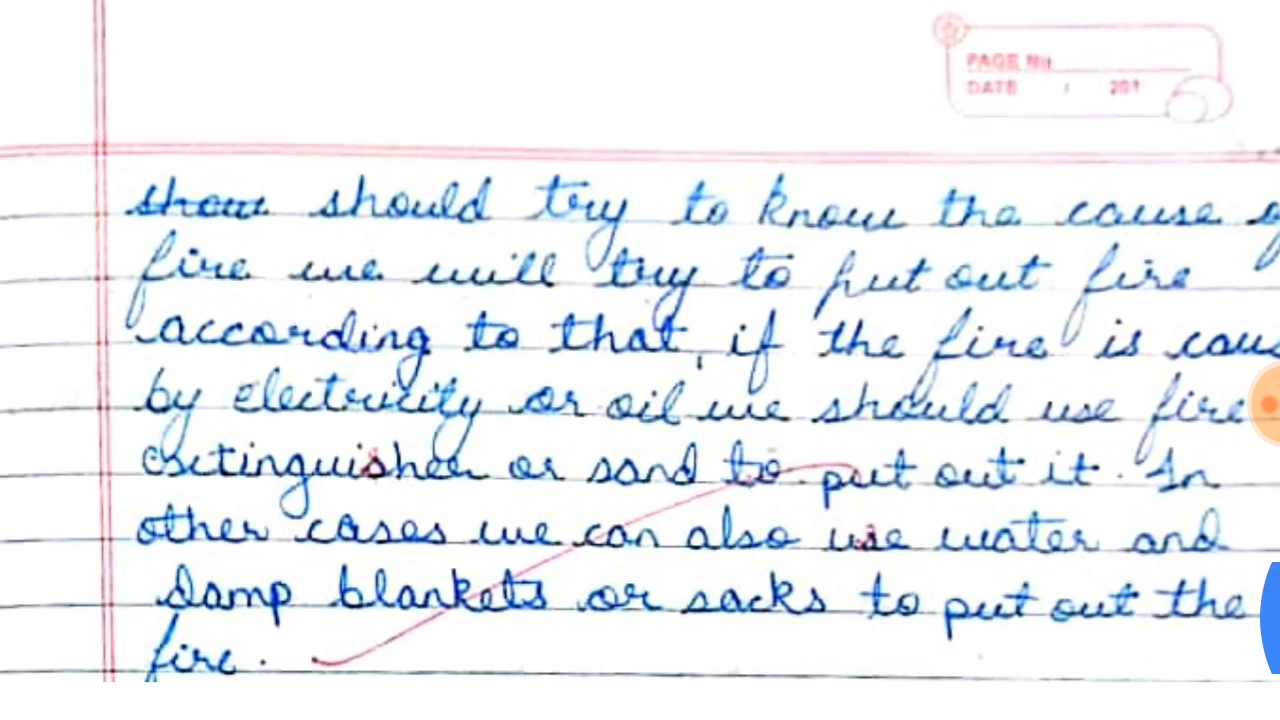 PAGE No
DATE / 201
show should try to know the cause o
fire we will try to put out fire
according to that, if the fire is caus
by electricity or oil we should use fire
extinguisher or sand to put out it. In
other cases we can also use water and
damp blankets or sacks to put out the
fire.